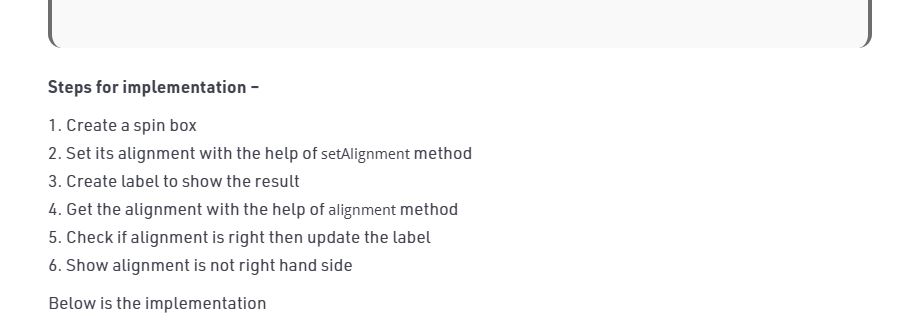 Steps for implementation –
1. Create a spin box
2. Set its alignment with the help of setAlignment method
3. Create label to show the result
4. Get the alignment with the help of alignment method
5. Check if alignment is right then update the label
6. Show alignment is not right hand side
Below is the implementation